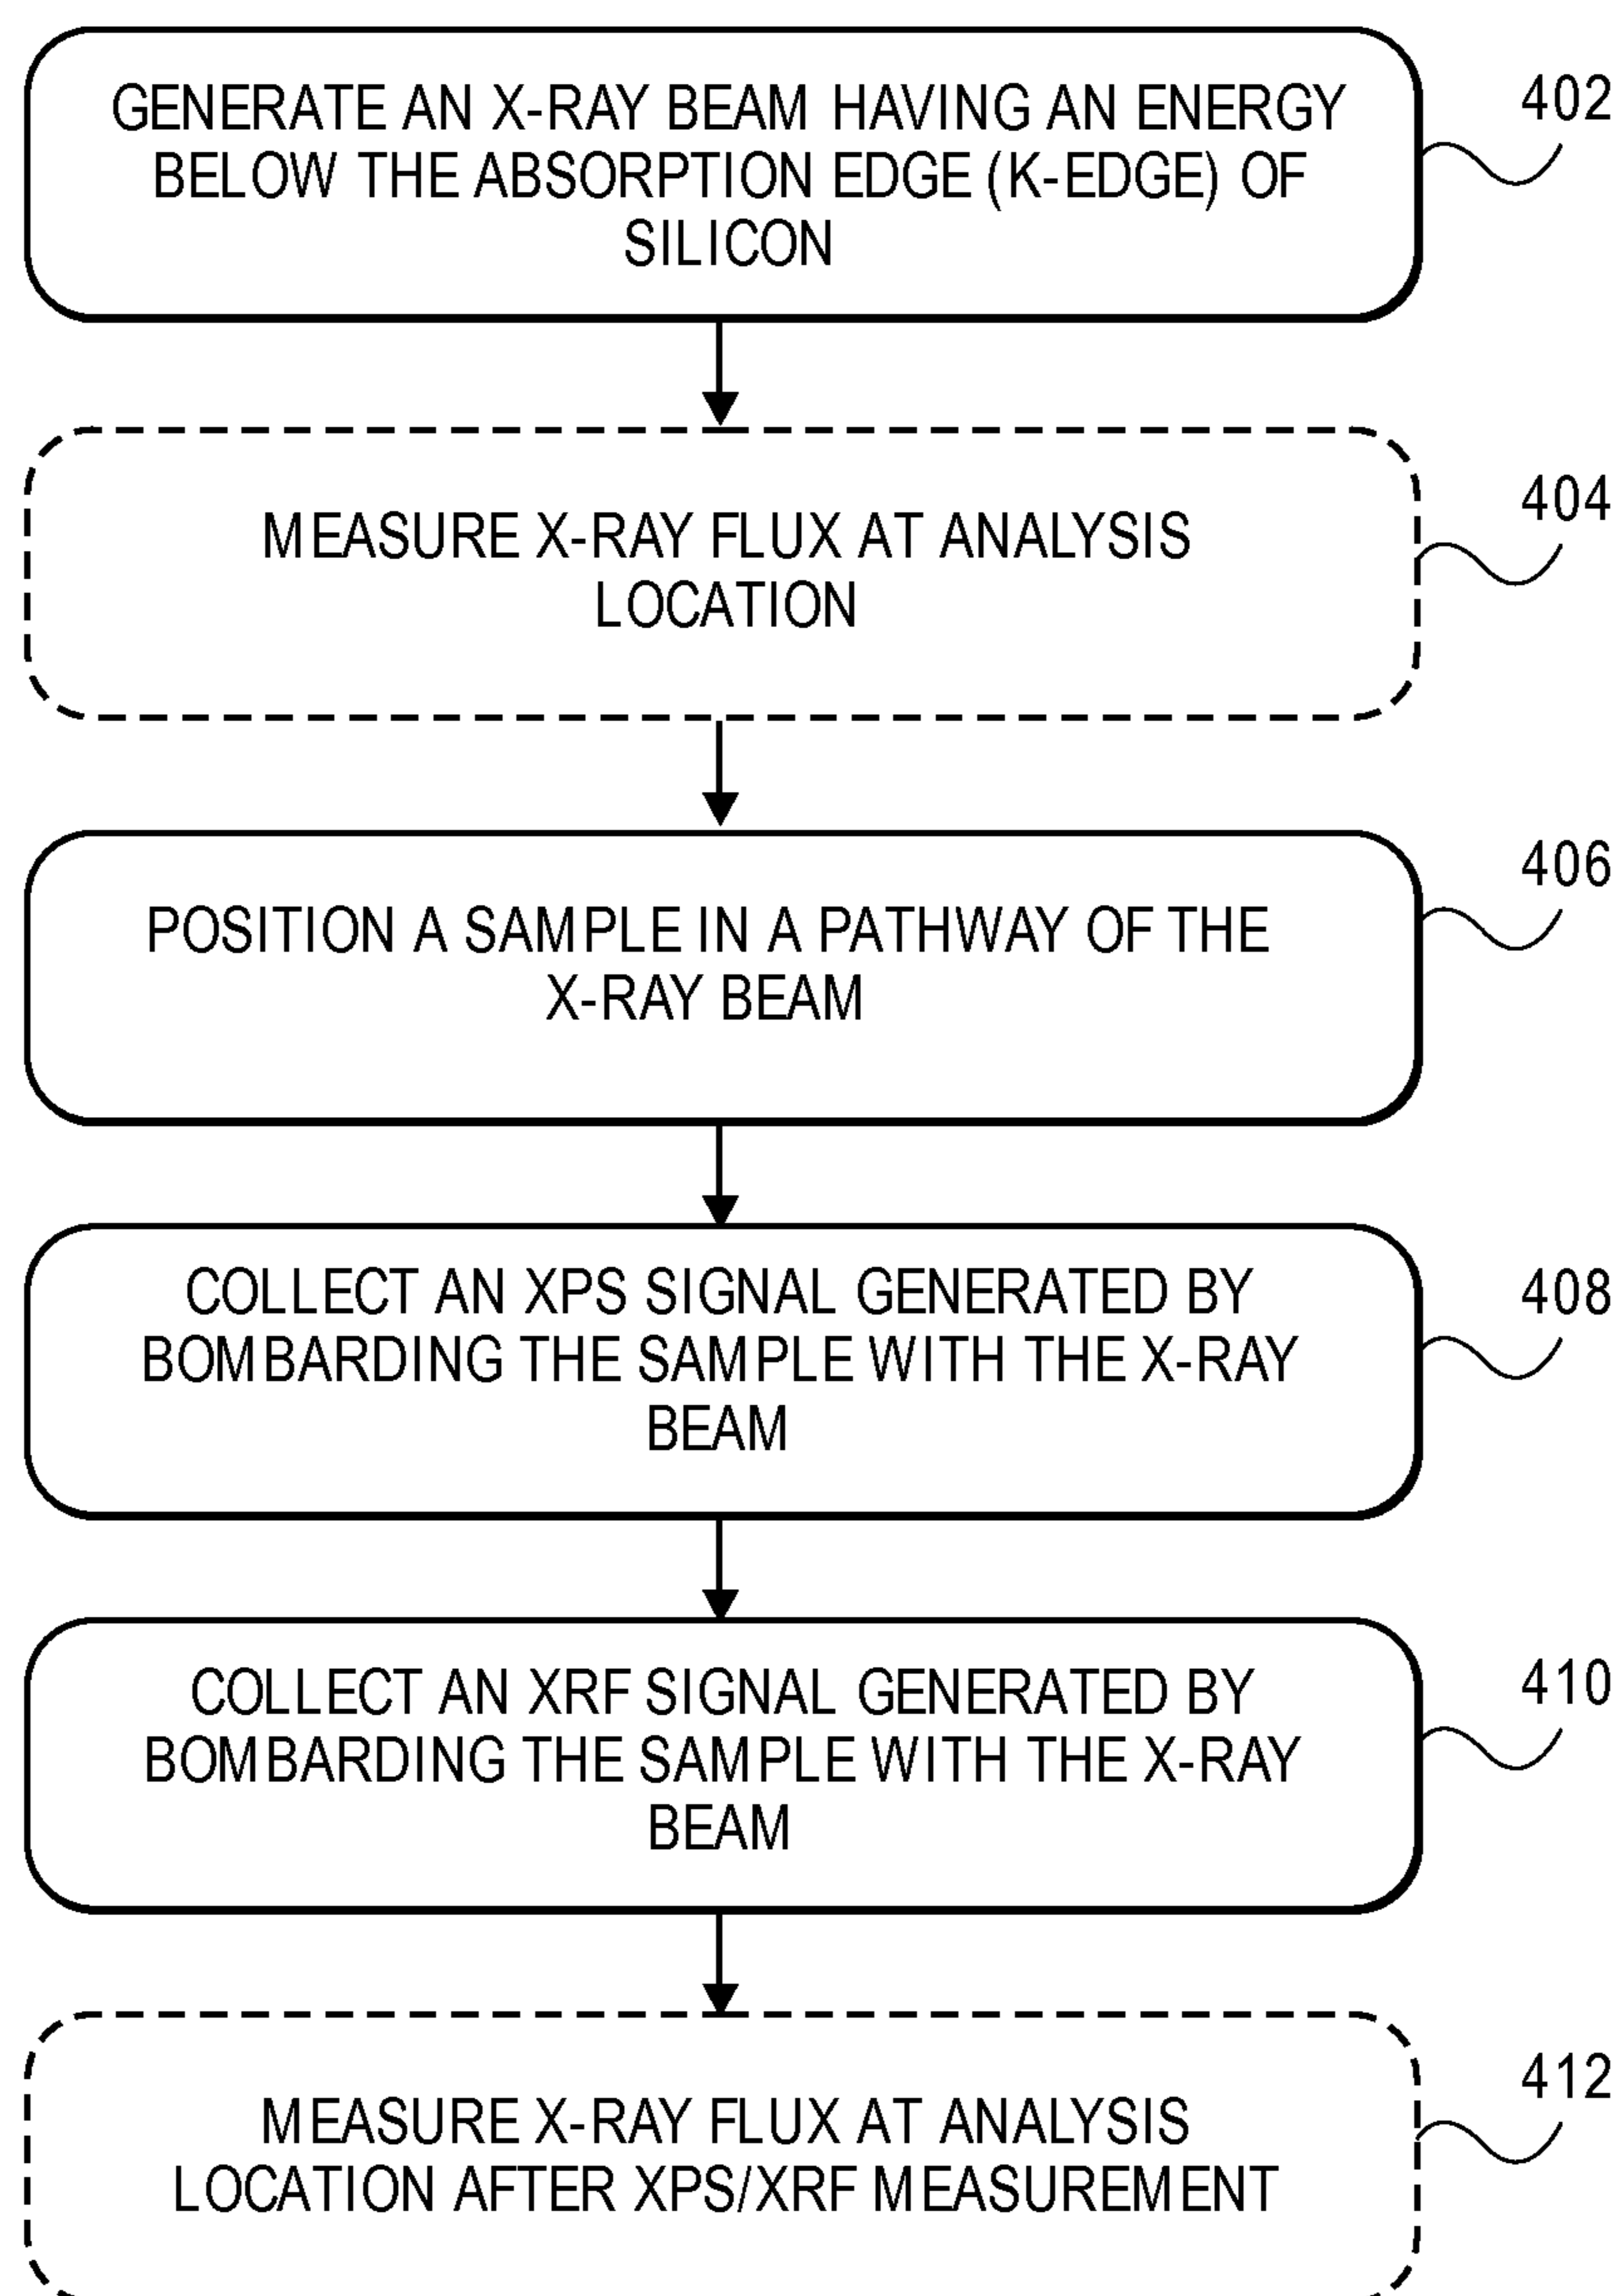 GENERATE AN X-RAY BEAM HAVING AN ENERGY
BELOW THE ABSORPTION EDGE (K-EDGE) OF
SILICON
402
MEASURE X-RAY FLUX AT ANALYSIS
LOCATION
404
POSITION A SAMPLE IN A PATHWAY OF THE
X-RAY BEAM
406
COLLECT AN XPS SIGNAL GENERATED BY
BOMBARDING THE SAMPLE WITH THE X-RAY
BEAM
408
COLLECT AN XRF SIGNAL GENERATED BY
BOMBARDING THE SAMPLE WITH THE X-RAY
BEAM
410
MEASURE X-RAY FLUX AT ANALYSIS
LOCATION AFTER XPS/XRF MEASUREMENT
412